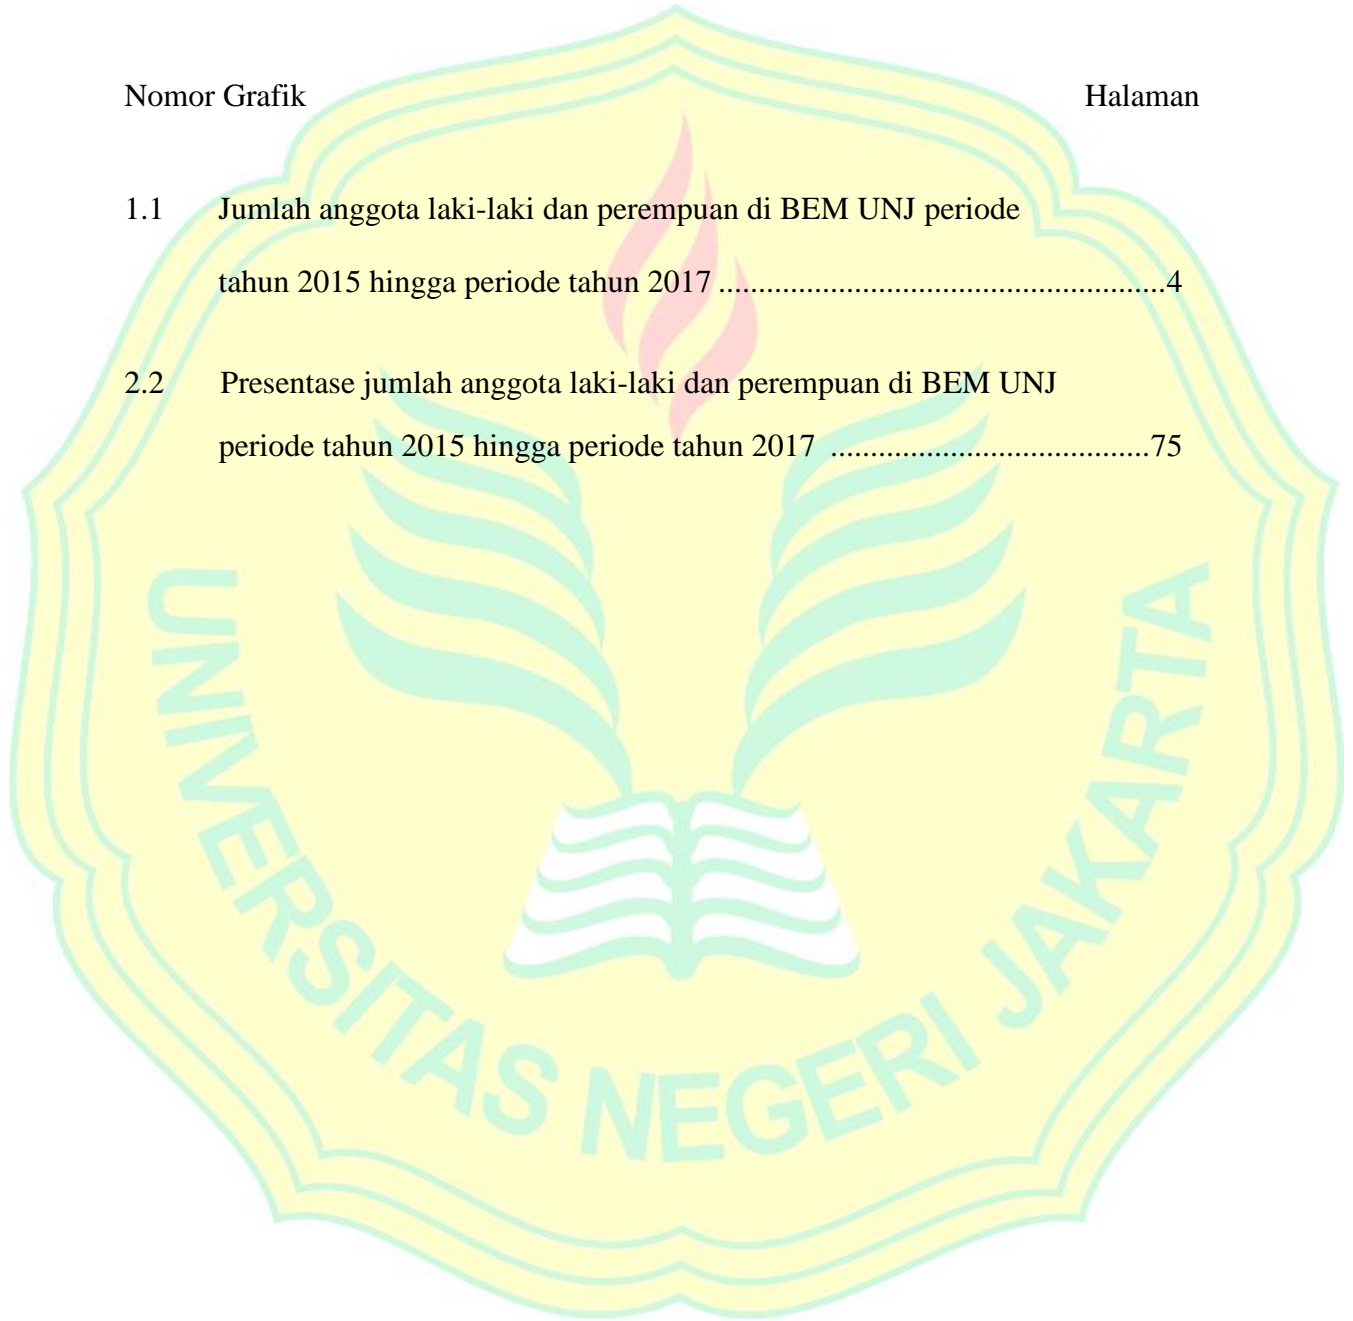 Nomor Grafik Halaman
1.1 Jumlah anggota laki-laki dan perempuan di BEM UNJ periode
tahun 2015 hingga periode tahun 2017 .........................................................4
2.2 Presentase jumlah anggota laki-laki dan perempuan di BEM UNJ
periode tahun 2015 hingga periode tahun 2017 ........................................75
UNIVERSITAS NEGERI JAKARTA